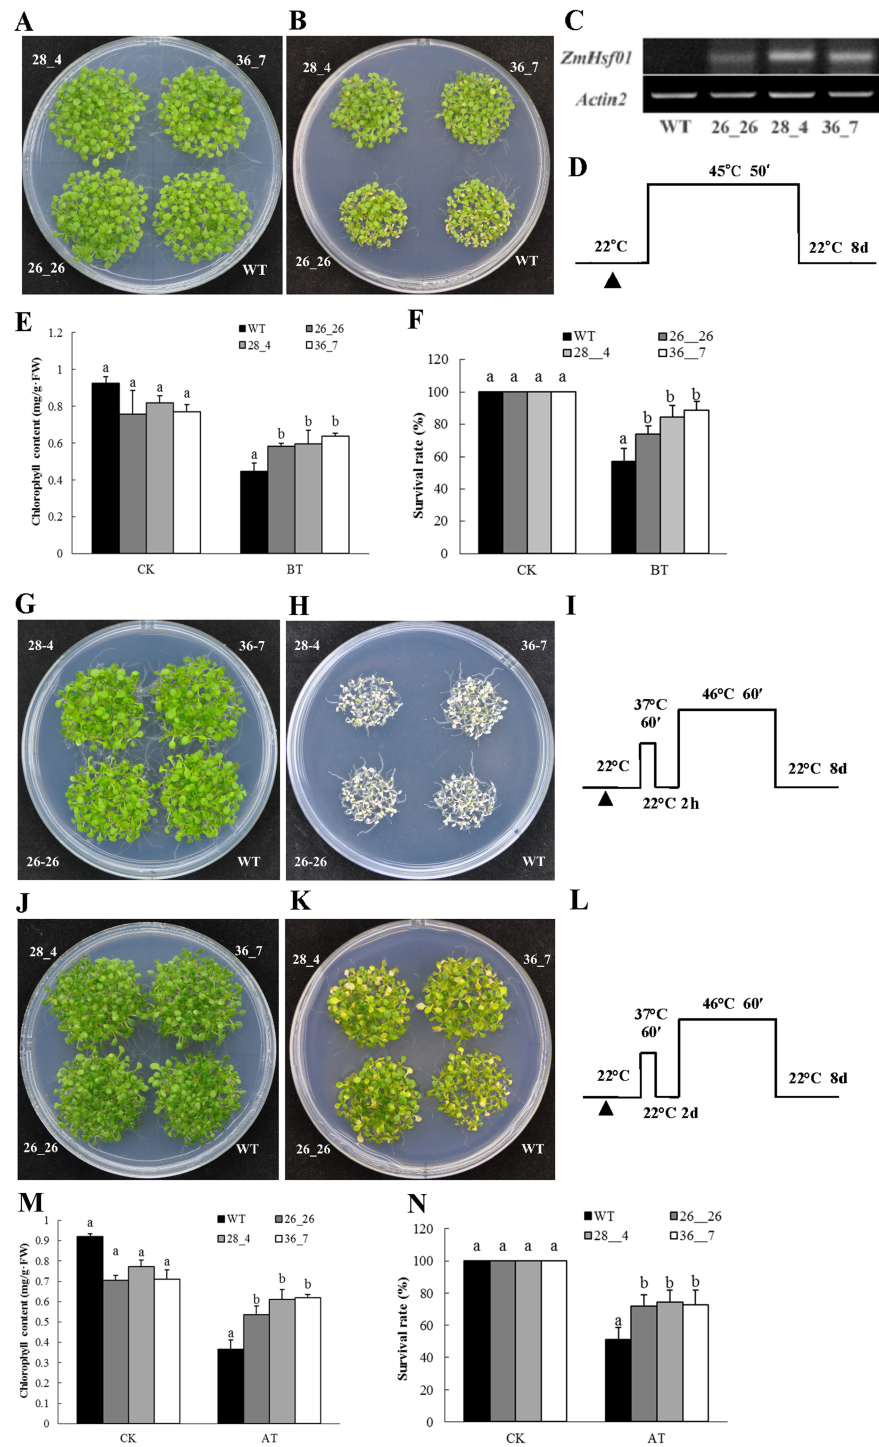 A
28_4
36_7
26_26
WT
B
28_4
36_7
26_26
WT
C
ZmHsf01
Actin2
WT 26_26 28_4 36_7
D
45°C 50′
22°C
22°C 8d
E
WT
26_26
28_4
36_7
Chlorophyll content (mg/g·FW)
1.2
1
0.8
0.6
0.4
0.2
0
a a a a
a b b b
CK
BT
F
WT
26__26
28__4
36__7
Survival rate (%)
120
100
80
60
40
20
0
a a a a
a b b b
CK
BT
G
28-4
36-7
26-26
WT
H
28-4
36-7
26-26
WT
I
37°C
60′
46°C 60′
22°C
22°C 2h
22°C 8d
J
28_4
36_7
26_26
WT
K
28_4
36_7
26_26
WT
L
37°C
60′
46°C 60′
22°C
22°C 2d
22°C 8d
M
WT
26_26
28_4
36_7
Chlorophyll content (mg/g·FW)
1
0.9
0.8
0.7
0.6
0.5
0.4
0.3
0.2
0.1
0
a a a a
a b b b
CK
AT
N
WT
26__26
28__4
36__7
Survival rate (%)
120
100
80
60
40
20
0
a a a a
a b b b
CK
AT